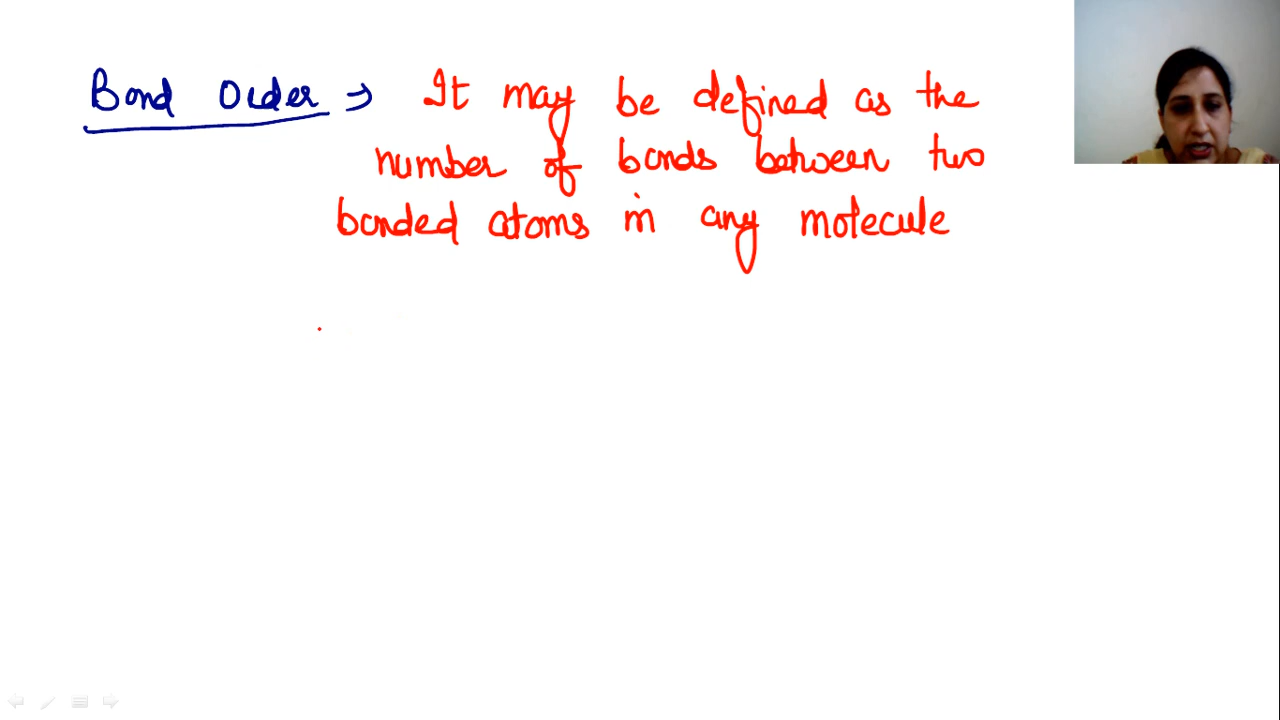 Bond Order ⇒ It may be defined as the
number of bonds between two
bonded atoms in any molecule